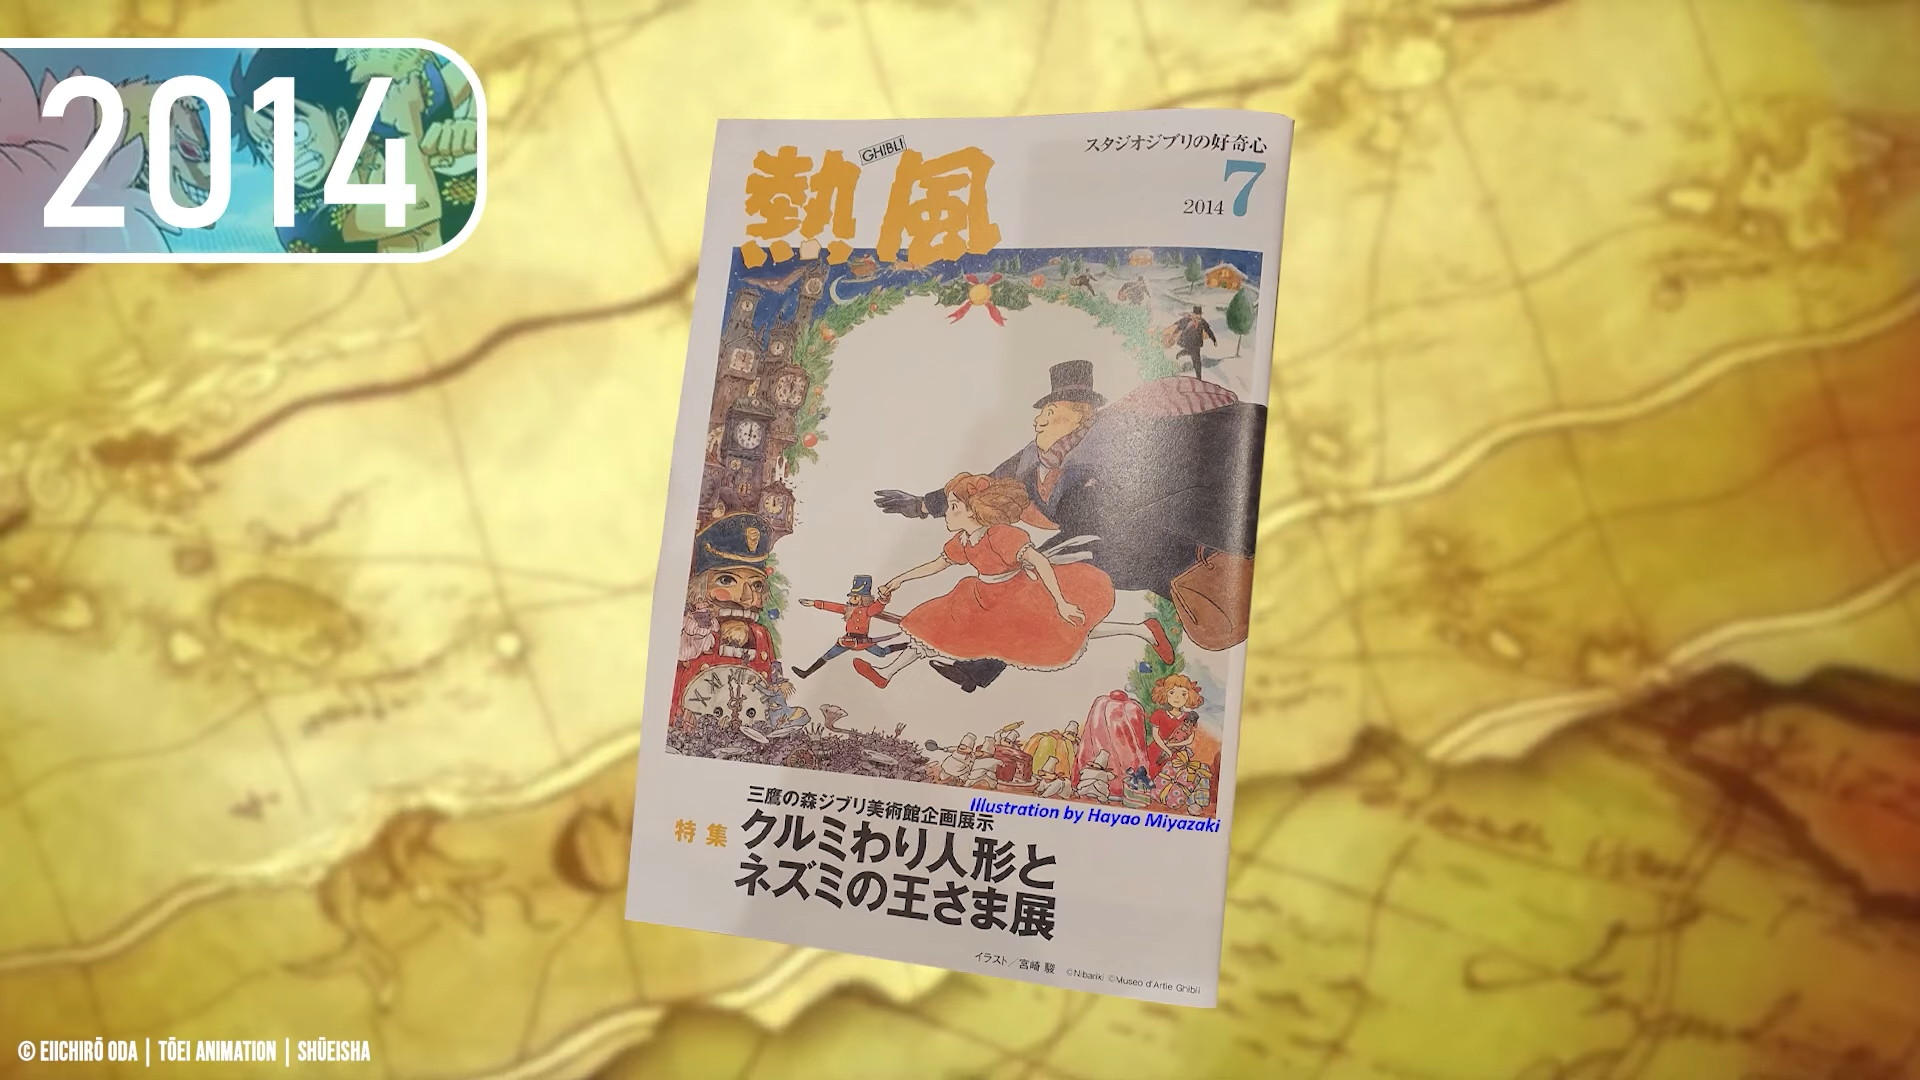 2014
熱風
GHIBLI
スタジオジブリの好奇心
2014 7
三鷹の森ジブリ美術館企画展示
Illustration by Hayao Miyazaki
特集
クルミわり人形と
ネズミの王さま展
イラスト/宮崎 駿 ©Nibariki ©Museo d'Arte Ghibli
© EIICHIRŌ ODA | TŌEI ANIMATION | SHŪEISHA